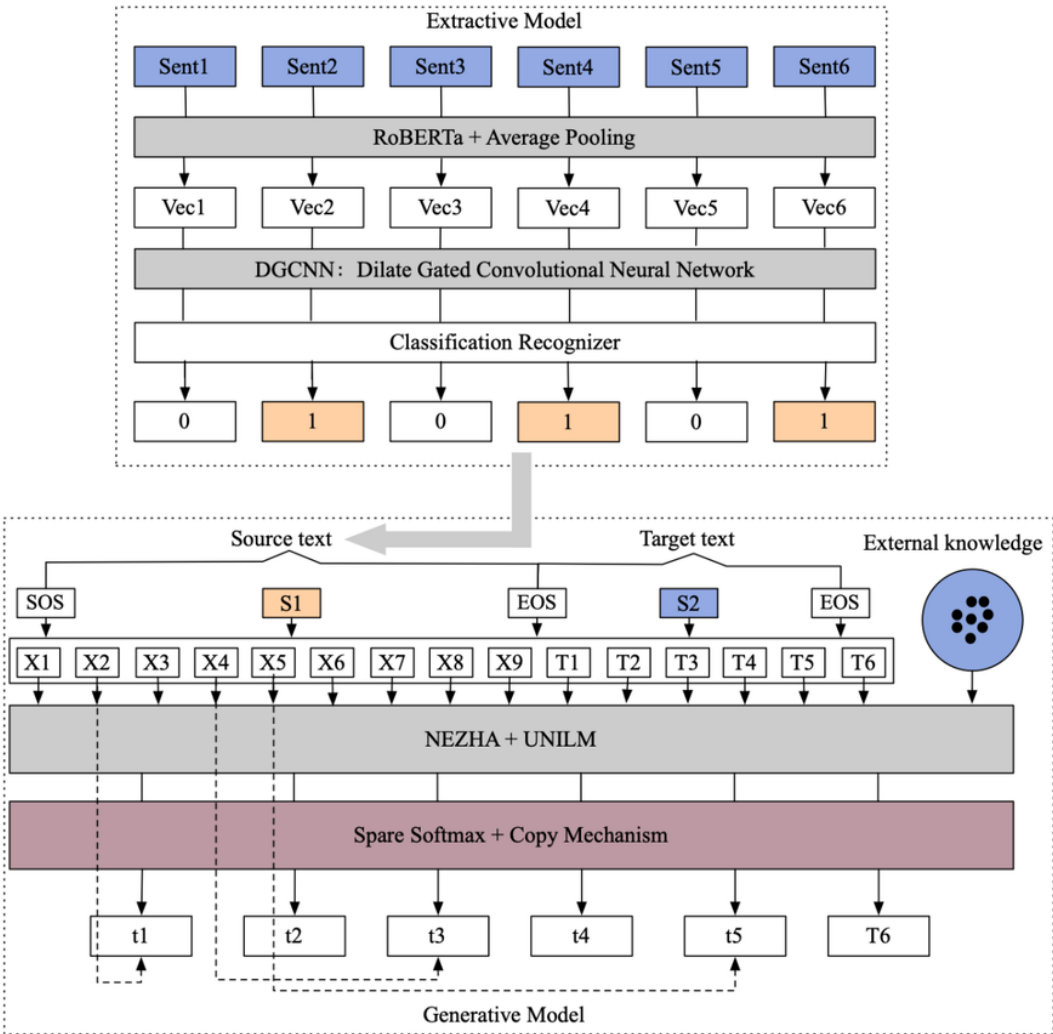 Extractive Model
Sent1 Sent2 Sent3 Sent4 Sent5 Sent6
RoBERTa + Average Pooling
Vec1 Vec2 Vec3 Vec4 Vec5 Vec6
DGCNN: Dilate Gated Convolutional Neural Network
Classification Recognizer
0 1 0 1 0 1
Source text Target text External knowledge
SOS S1 EOS S2 EOS
X1 X2 X3 X4 X5 X6 X7 X8 X9 T1 T2 T3 T4 T5 T6
NEZHA + UNILM
Spare Softmax + Copy Mechanism
t1 t2 t3 t4 t5 T6
Generative Model